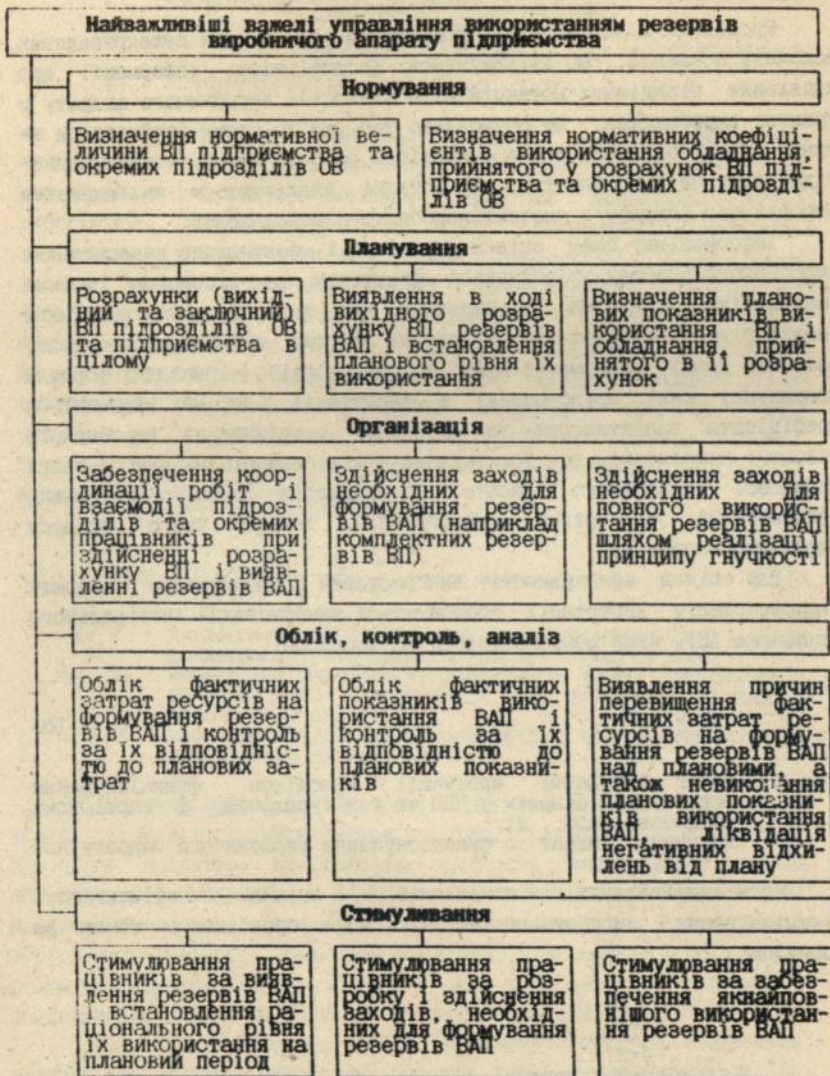 Найважливіші важелі управління використанням резервів
виробничого апарату підприємства
Нормування
Визначення нормативної ве-
личини ВП підприємства та
окремих підрозділів ОВ
Визначення нормативних коефіці-
єнтів використання обладнання,
прийнятого у розрахунок ВП під-
приємства та окремих підрозді-
лів ОВ
Планування
Розрахунки (вихід-
ний та заключний)
ВП підрозділів ОВ
та підприємства в
цілому
Виявлення в ході
вихідного розра-
хунку ВП резервів
ВАП і встановлення
планового рівня їх
використання
Визначення плано-
вих показників ви-
користання ВП і
обладнання, прий-
нятого в її розра-
хунок
Організація
Забезпечення коор-
динації робіт і
взаємодії підроз-
ділів та окремих
працівників при
здійсненні розра-
хунку ВП і вияв-
ленні резервів ВАП
Здійснення заходів
необхідних для
формування резер-
вів ВАП (наприклад
комплектних резер-
вів ВП)
Здійснення заходів
необхідних для
повного викорис-
тання резервів ВАП
шляхом реалізації
принципу гнучкості
Облік, контроль, аналіз
Облік фактичних
затрат ресурсів на
формування резер-
вів ВАП і контроль
за їх відповідніс-
тю до планових за-
трат
Облік фактичних
показників вико-
ристання ВАП і
контроль за їх
відповідністю до
планових показни-
ків
Виявлення причин
перевищення фак-
тичних затрат ре-
сурсів на форму-
вання резервів ВАП
над плановими, а
також невиконання
планових показни-
ків використання
ВАП, ліквідація
негативних відхи-
лень від плану
Стимулювання
Стимулювання пра-
цівників за вияв-
лення резервів ВАП
і встановлення ра-
ціонального рівня
їх використання на
плановий період
Стимулювання пра-
цівників за роз-
робку і здійснення
заходів, необхід-
них для формування
резервів ВАП
Стимулювання пра-
цівників за забез-
печення якнайпов-
нішого використан-
ня резервів ВАП